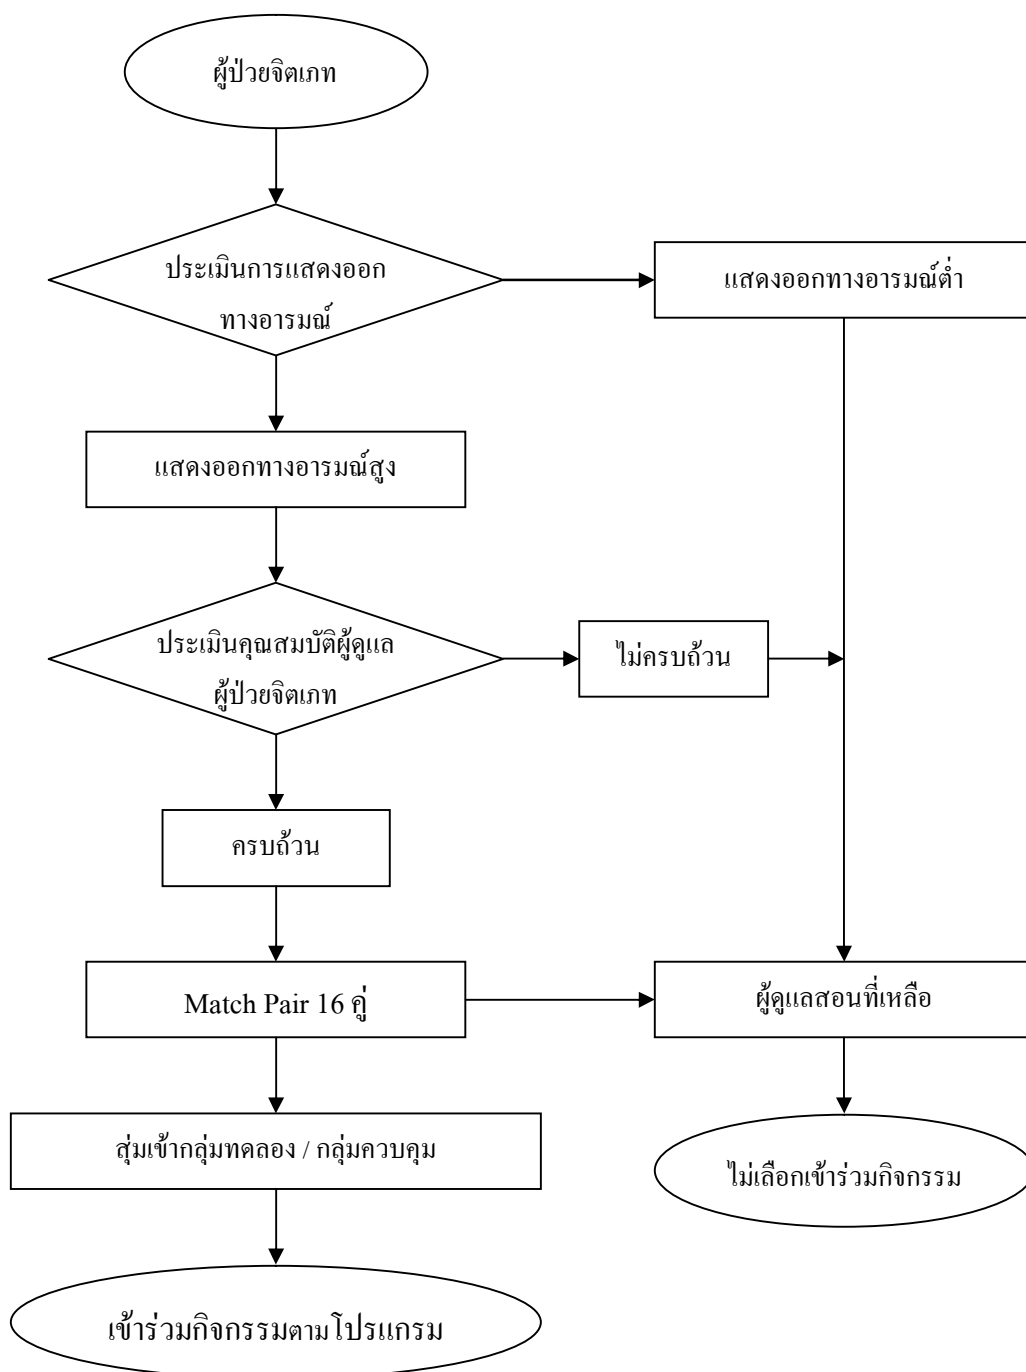 ผู้ป่วยจิตเภท
ประเมินการแสดงออก
ทางอารมณ์
แสดงออกทางอารมณ์ต่ำ
แสดงออกทางอารมณ์สูง
ประเมินคุณสมบัติผู้ดูแล
ผู้ป่วยจิตเภท
ไม่ครบถ้วน
ครบถ้วน
Match Pair 16 คู่
ผู้ดูแลสอนที่เหลือ
สุ่มเข้ากลุ่มทดลอง / กลุ่มควบคุม
ไม่เลือกเข้าร่วมกิจกรรม
เข้าร่วมกิจกรรมตามโปรแกรม